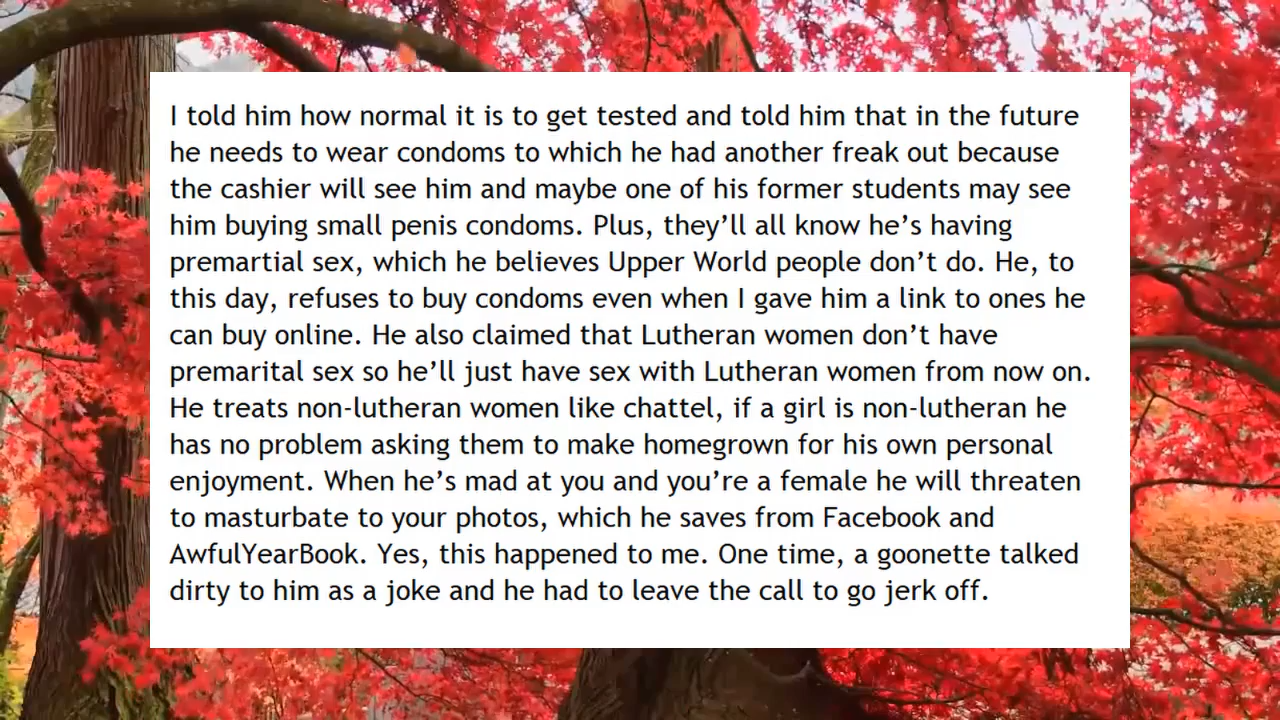 I told him how normal it is to get tested and told him that in the future
he needs to wear condoms to which he had another freak out because
the cashier will see him and maybe one of his former students may see
him buying small penis condoms. Plus, they’ll all know he’s having
premartial sex, which he believes Upper World people don’t do. He, to
this day, refuses to buy condoms even when I gave him a link to ones he
can buy online. He also claimed that Lutheran women don’t have
premarital sex so he’ll just have sex with Lutheran women from now on.
He treats non-lutheran women like chattel, if a girl is non-lutheran he
has no problem asking them to make homegrown for his own personal
enjoyment. When he’s mad at you and you’re a female he will threaten
to masturbate to your photos, which he saves from Facebook and
AwfulYearBook. Yes, this happened to me. One time, a goonette talked
dirty to him as a joke and he had to leave the call to go jerk off.